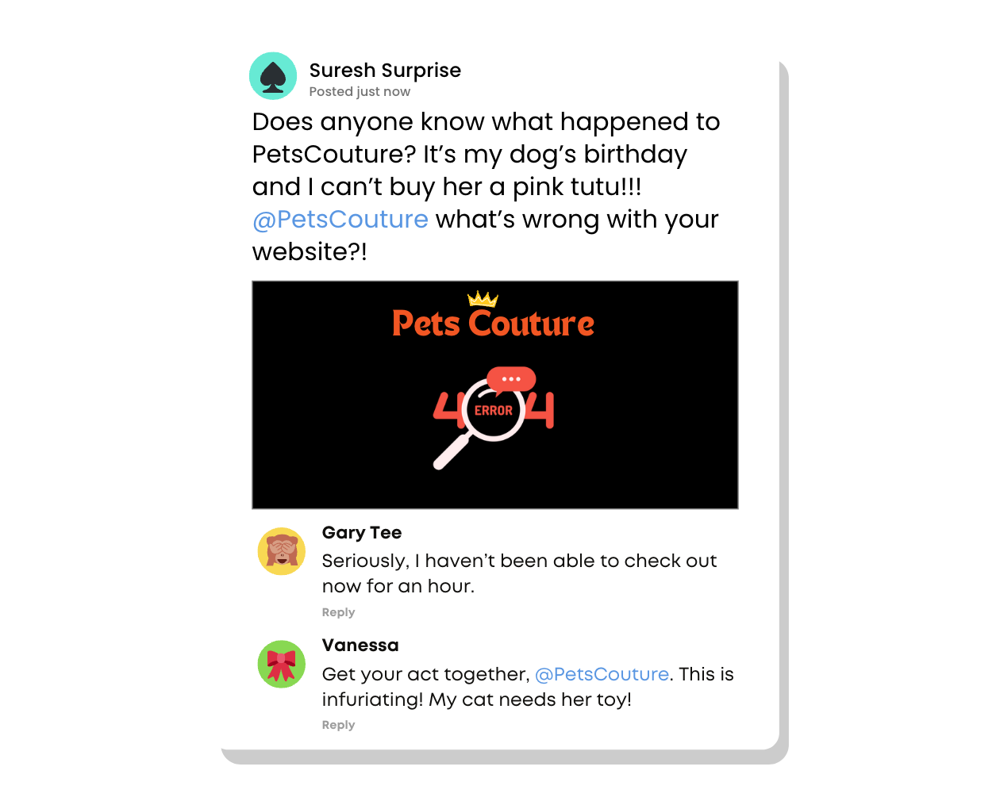 Suresh Surprise
Posted just now
Does anyone know what happened to
PetsCouture? It’s my dog’s birthday
and I can’t buy her a pink tutu!!!
@PetsCouture what’s wrong with your
website?!
Pets Couture
4 ERROR 4
Gary Tee
Seriously, I haven’t been able to check out
now for an hour.
Reply
Vanessa
Get your act together, @PetsCouture. This is
infuriating! My cat needs her toy!
Reply